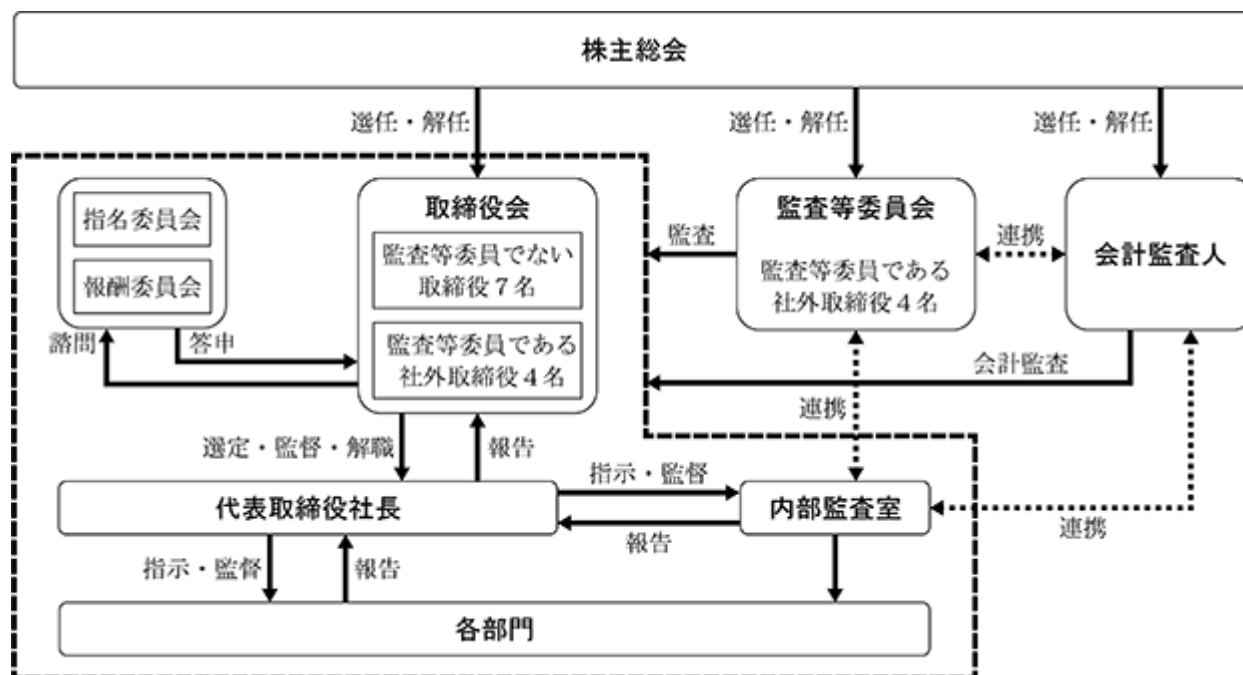 株主総会
選任・解任
選任・解任
選任・解任
指名委員会
報酬委員会
諮問
答申
取締役会
監査等委員でない
取締役7名
監査等委員である
社外取締役4名
監査
監査等委員会
監査等委員である
社外取締役4名
連携
会計監査人
会計監査
連携
選定・監督・解職
報告
代表取締役社長
指示・監督
報告
内部監査室
連携
指示・監督
報告
各部門